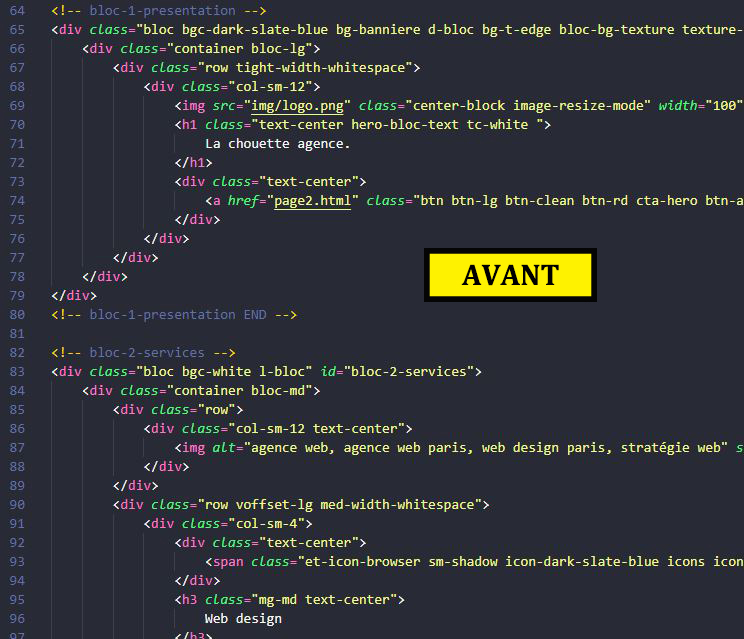 64 <!-- bloc-1-presentation -->
65 <div class="bloc bgc-dark-slate-blue bg-banniere d-bloc bg-t-edge bloc-bg-texture texture-
66 <div class="container bloc-lg">
67 <div class="row tight-width-whitespace">
68 <div class="col-sm-12">
69 <img src="img/logo.png" class="center-block image-resize-mode" width="100"
70 <h1 class="text-center hero-bloc-text tc-white ">
71 La chouette agence.
72 </h1>
73 <div class="text-center">
74 <a href="page2.html" class="btn btn-lg btn-clean btn-rd cta-hero btn-a
75 </div>
76 </div>
77 </div>
78 </div>
79 </div>
80 <!-- bloc-1-presentation END -->
81
82 <!-- bloc-2-services -->
83 <div class="bloc bgc-white l-bloc" id="bloc-2-services">
84 <div class="container bloc-md">
85 <div class="row">
86 <div class="col-sm-12 text-center">
87 <img alt="agence web, agence web paris, web design paris, stratégie web" s
88 </div>
89 </div>
90 <div class="row voffset-lg med-width-whitespace">
91 <div class="col-sm-4">
92 <div class="text-center">
93 <span class="et-icon-browser sm-shadow icon-dark-slate-blue icons icon
94 </div>
95 <h3 class="mg-md text-center">
96 Web design
97 </h3>
AVANT